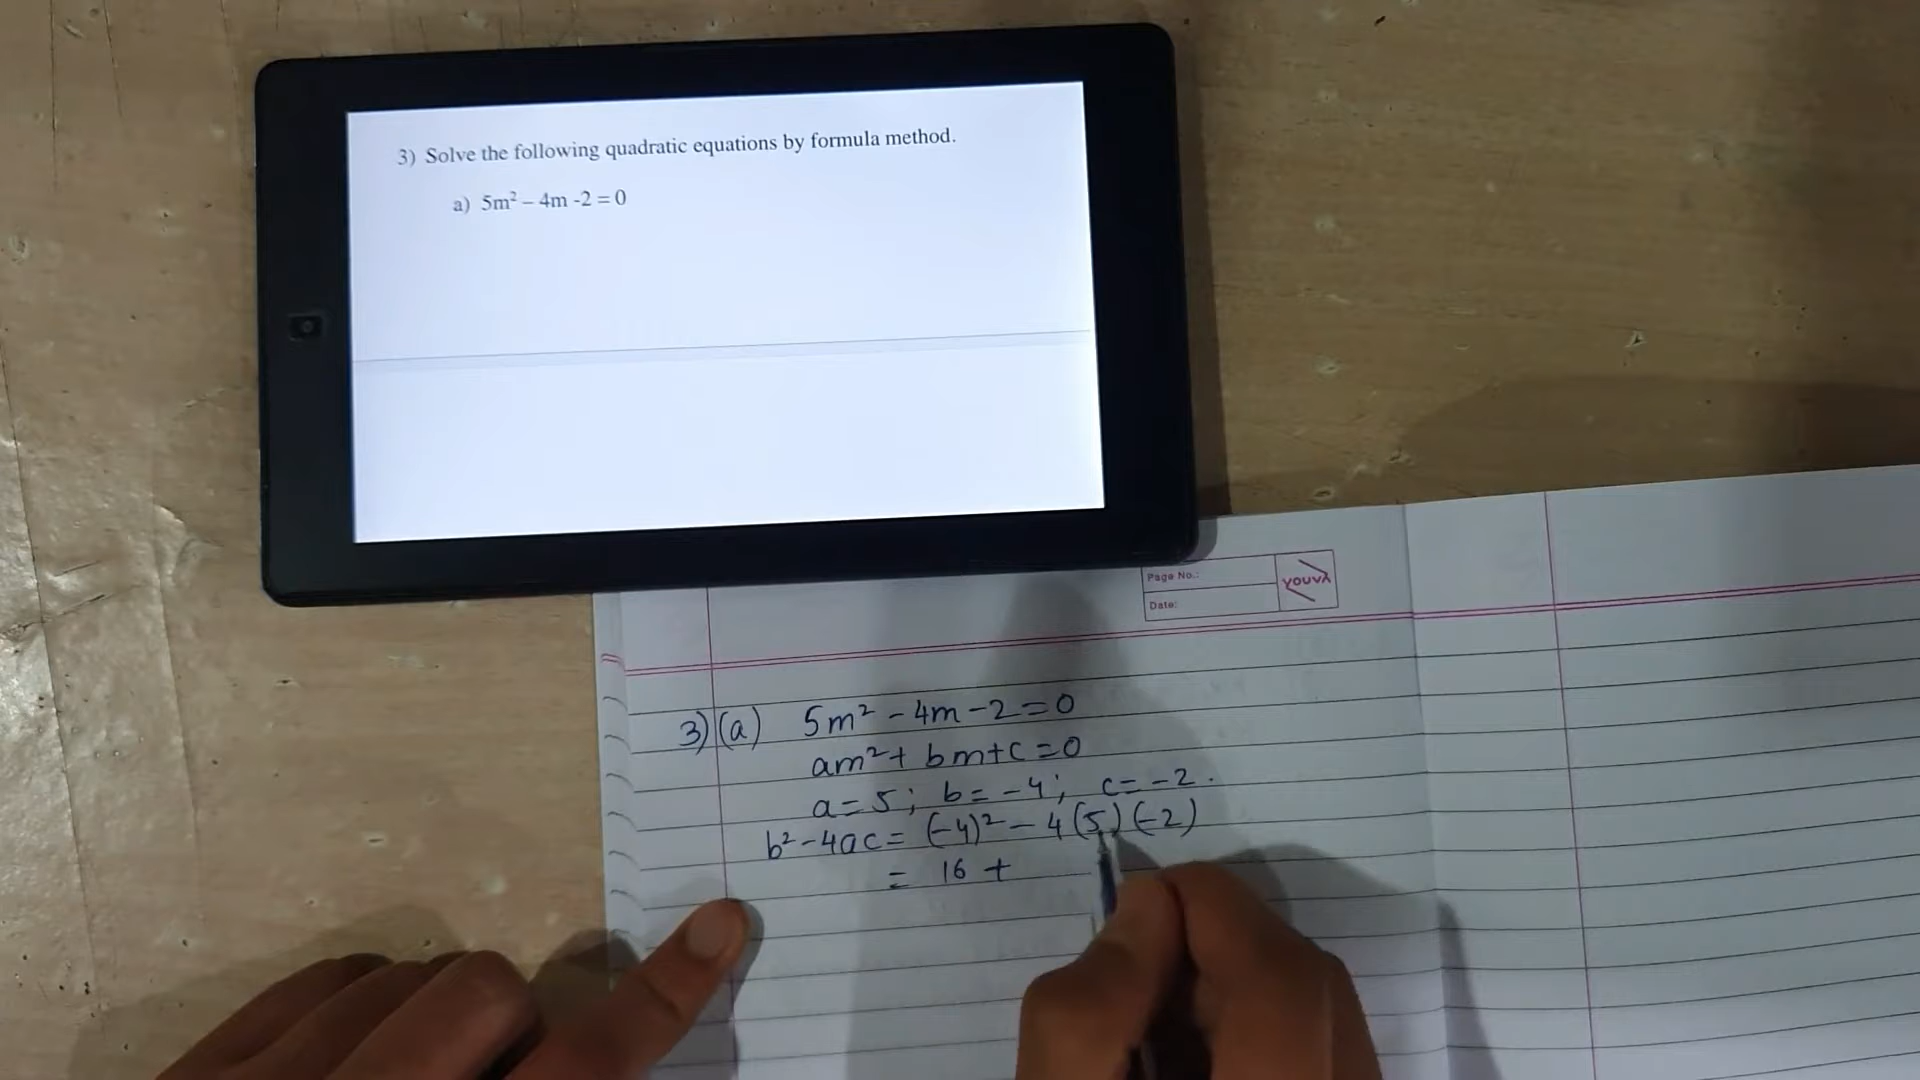 3) Solve the following quadratic equations by formula method.
a) 5m² – 4m -2 = 0
Page No.:
Date:
YOUVA
3) (a) 5m² - 4m - 2 = 0
am² + bm + c = 0
a = 5; b = -4; c = -2.
b² - 4ac = (-4)² - 4(5)(-2)
= 16 +